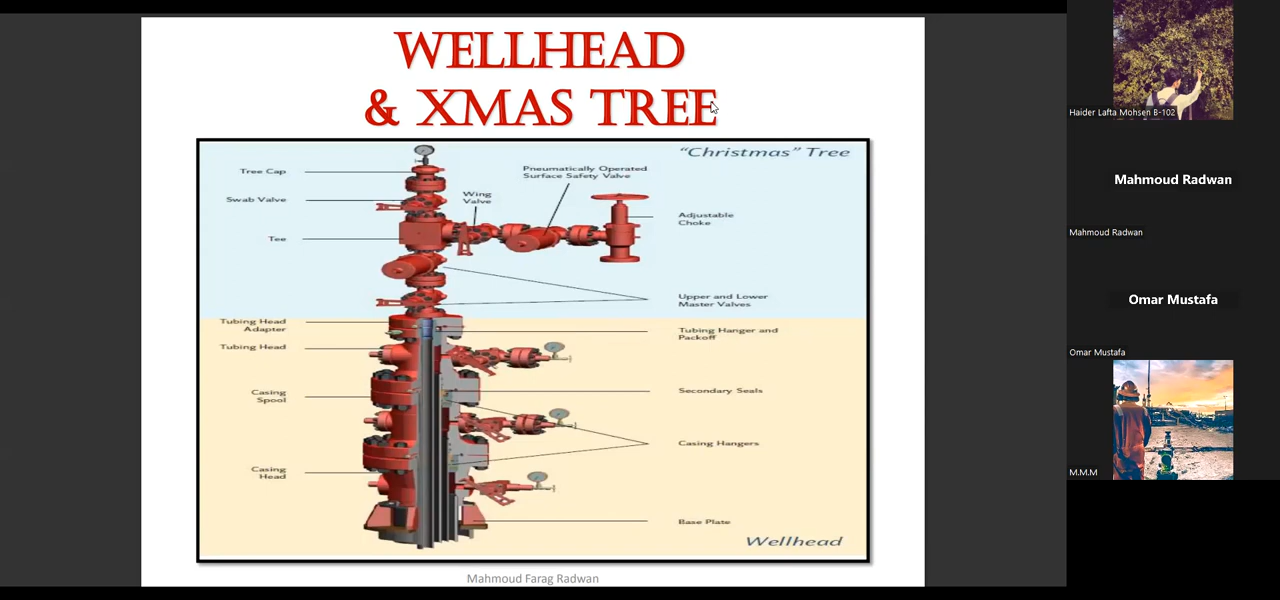 WELLHEAD
& XMAS TREE
"Christmas" Tree
Tree Cap
Pneumatically Operated
Surface Safety Valve
Swab Valve
Wing
Valve
Adjustable
Choke
Tee
Upper and Lower
Master Valves
Tubing Head
Adapter
Tubing Hanger and
Packoff
Tubing Head
Casing
Spool
Secondary Seals
Casing Hangers
Casing
Head
Base Plate
Wellhead
Mahmoud Farag Radwan
Haider Lafta Mohsen B-102
Mahmoud Radwan
Mahmoud Radwan
Omar Mustafa
Omar Mustafa
M.M.M